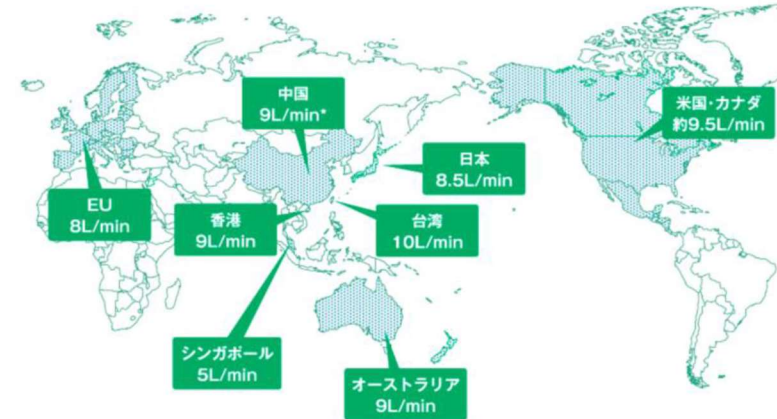 中国
9L/min*
米国・カナダ
約9.5L/min
日本
8.5L/min
EU
8L/min
香港
9L/min
台湾
10L/min
シンガポール
5L/min
オーストラリア
9L/min